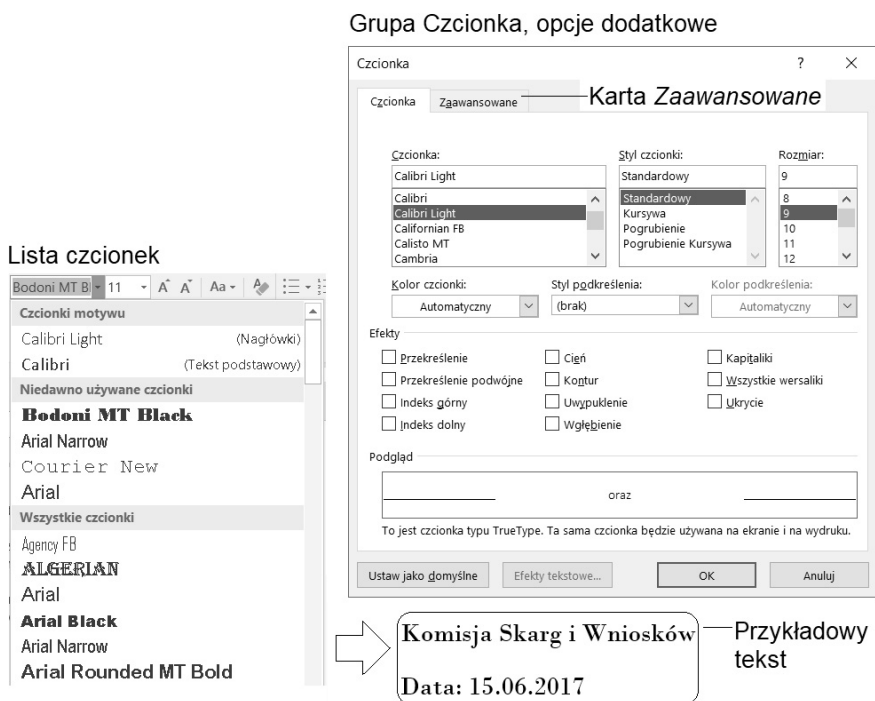 Grupa Czcionka, opcje dodatkowe
Czcionka ? ×
Czcionka Zaawansowane Karta Zaawansowane
Czcionka: Styl czcionki: Rozmiar:
Calibri Light Standardowy 9
Calibri Standardowy 8
Calibri Light Kursywa 9
Californian FB Pogrubienie 10
Calisto MT Pogrubienie Kursywa 11
Cambria 12
Kolor czcionki: Styl podkreślenia: Kolor podkreślenia:
Automatyczny (brak) Automatyczny
Efekty
Przekreślenie Cień Kapitaliki
Przekreślenie podwójne Kontur Wszystkie wersaliki
Indeks górny Uwypuklenie Ukrycie
Indeks dolny Wgłębienie
Podgląd
oraz
To jest czcionka typu TrueType. Ta sama czcionka będzie używana na ekranie i na wydruku.
Ustaw jako domyślne Efekty tekstowe... OK Anuluj
Lista czcionek
Bodoni MT Bl 11 A A Aa A
Czcionki motywu
Calibri Light (Nagłówki)
Calibri (Tekst podstawowy)
Niedawno używane czcionki
Bodoni MT Black
Arial Narrow
Courier New
Arial
Wszystkie czcionki
Agency FB
ALGERIAN
Arial
Arial Black
Arial Narrow
Arial Rounded MT Bold
Komisja Skarg i Wniosków
Data: 15.06.2017
Przykładowy
tekst